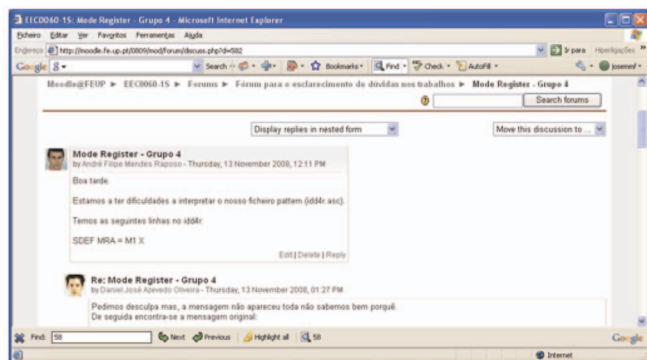 EEC0060-1S: Mode Register - Grupo 4 - Microsoft Internet Explorer
Ficheiro Editar Ver Favoritos Ferramentas Ajuda
Endereço http://moodle.fe.up.pt/0809/mod/forum/discuss.php?d=582 Ir para Hiperligações »
Google Search Bookmarks Find Check AutoFill
Moodle@FEUP ► EEC0060-1S ► Forums ► Fórum para o esclarecimento de dúvidas nos trabalhos ► Mode Register - Grupo 4
Search forums
Display replies in nested form Move this discussion to ...
Mode Register - Grupo 4
by André Filipe Mendes Raposo - Thursday, 13 November 2008, 12:11 PM
Boa tarde.
Estamos a ter dificuldades a interpretar o nosso ficheiro pattern (idd4r.asc).
Temos as seguintes linhas no idd4r:
SDEF MRA = M1 X
Edit | Delete | Reply
Re: Mode Register - Grupo 4
by Daniel José Azevedo Oliveira - Thursday, 13 November 2008, 01:27 PM
Pedimos desculpa mas, a mensagem não apareceu toda não sabemos bem porquê.
De seguida encontra-se a mensagem original:
Find: 58 Next Previous Highlight all 58 Google
Internet